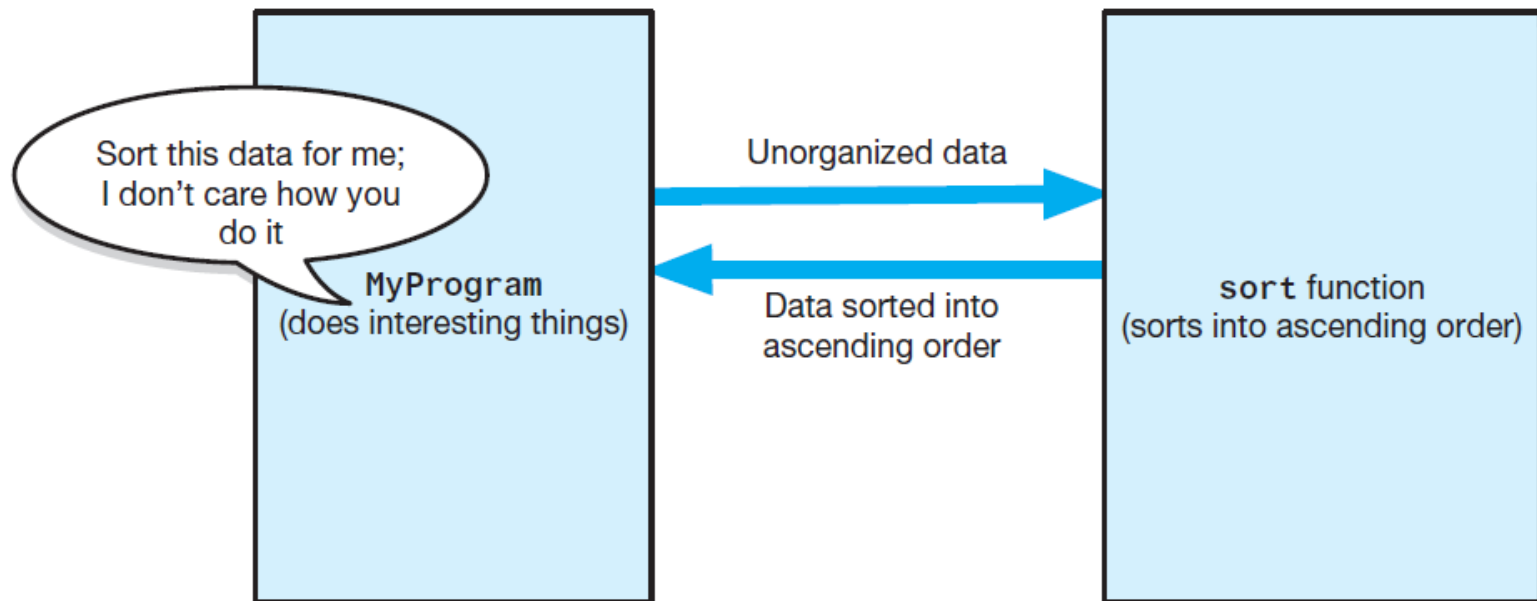 Sort this data for me;
I don’t care how you
do it
MyProgram
(does interesting things)
Unorganized data
Data sorted into
ascending order
sort function
(sorts into ascending order)